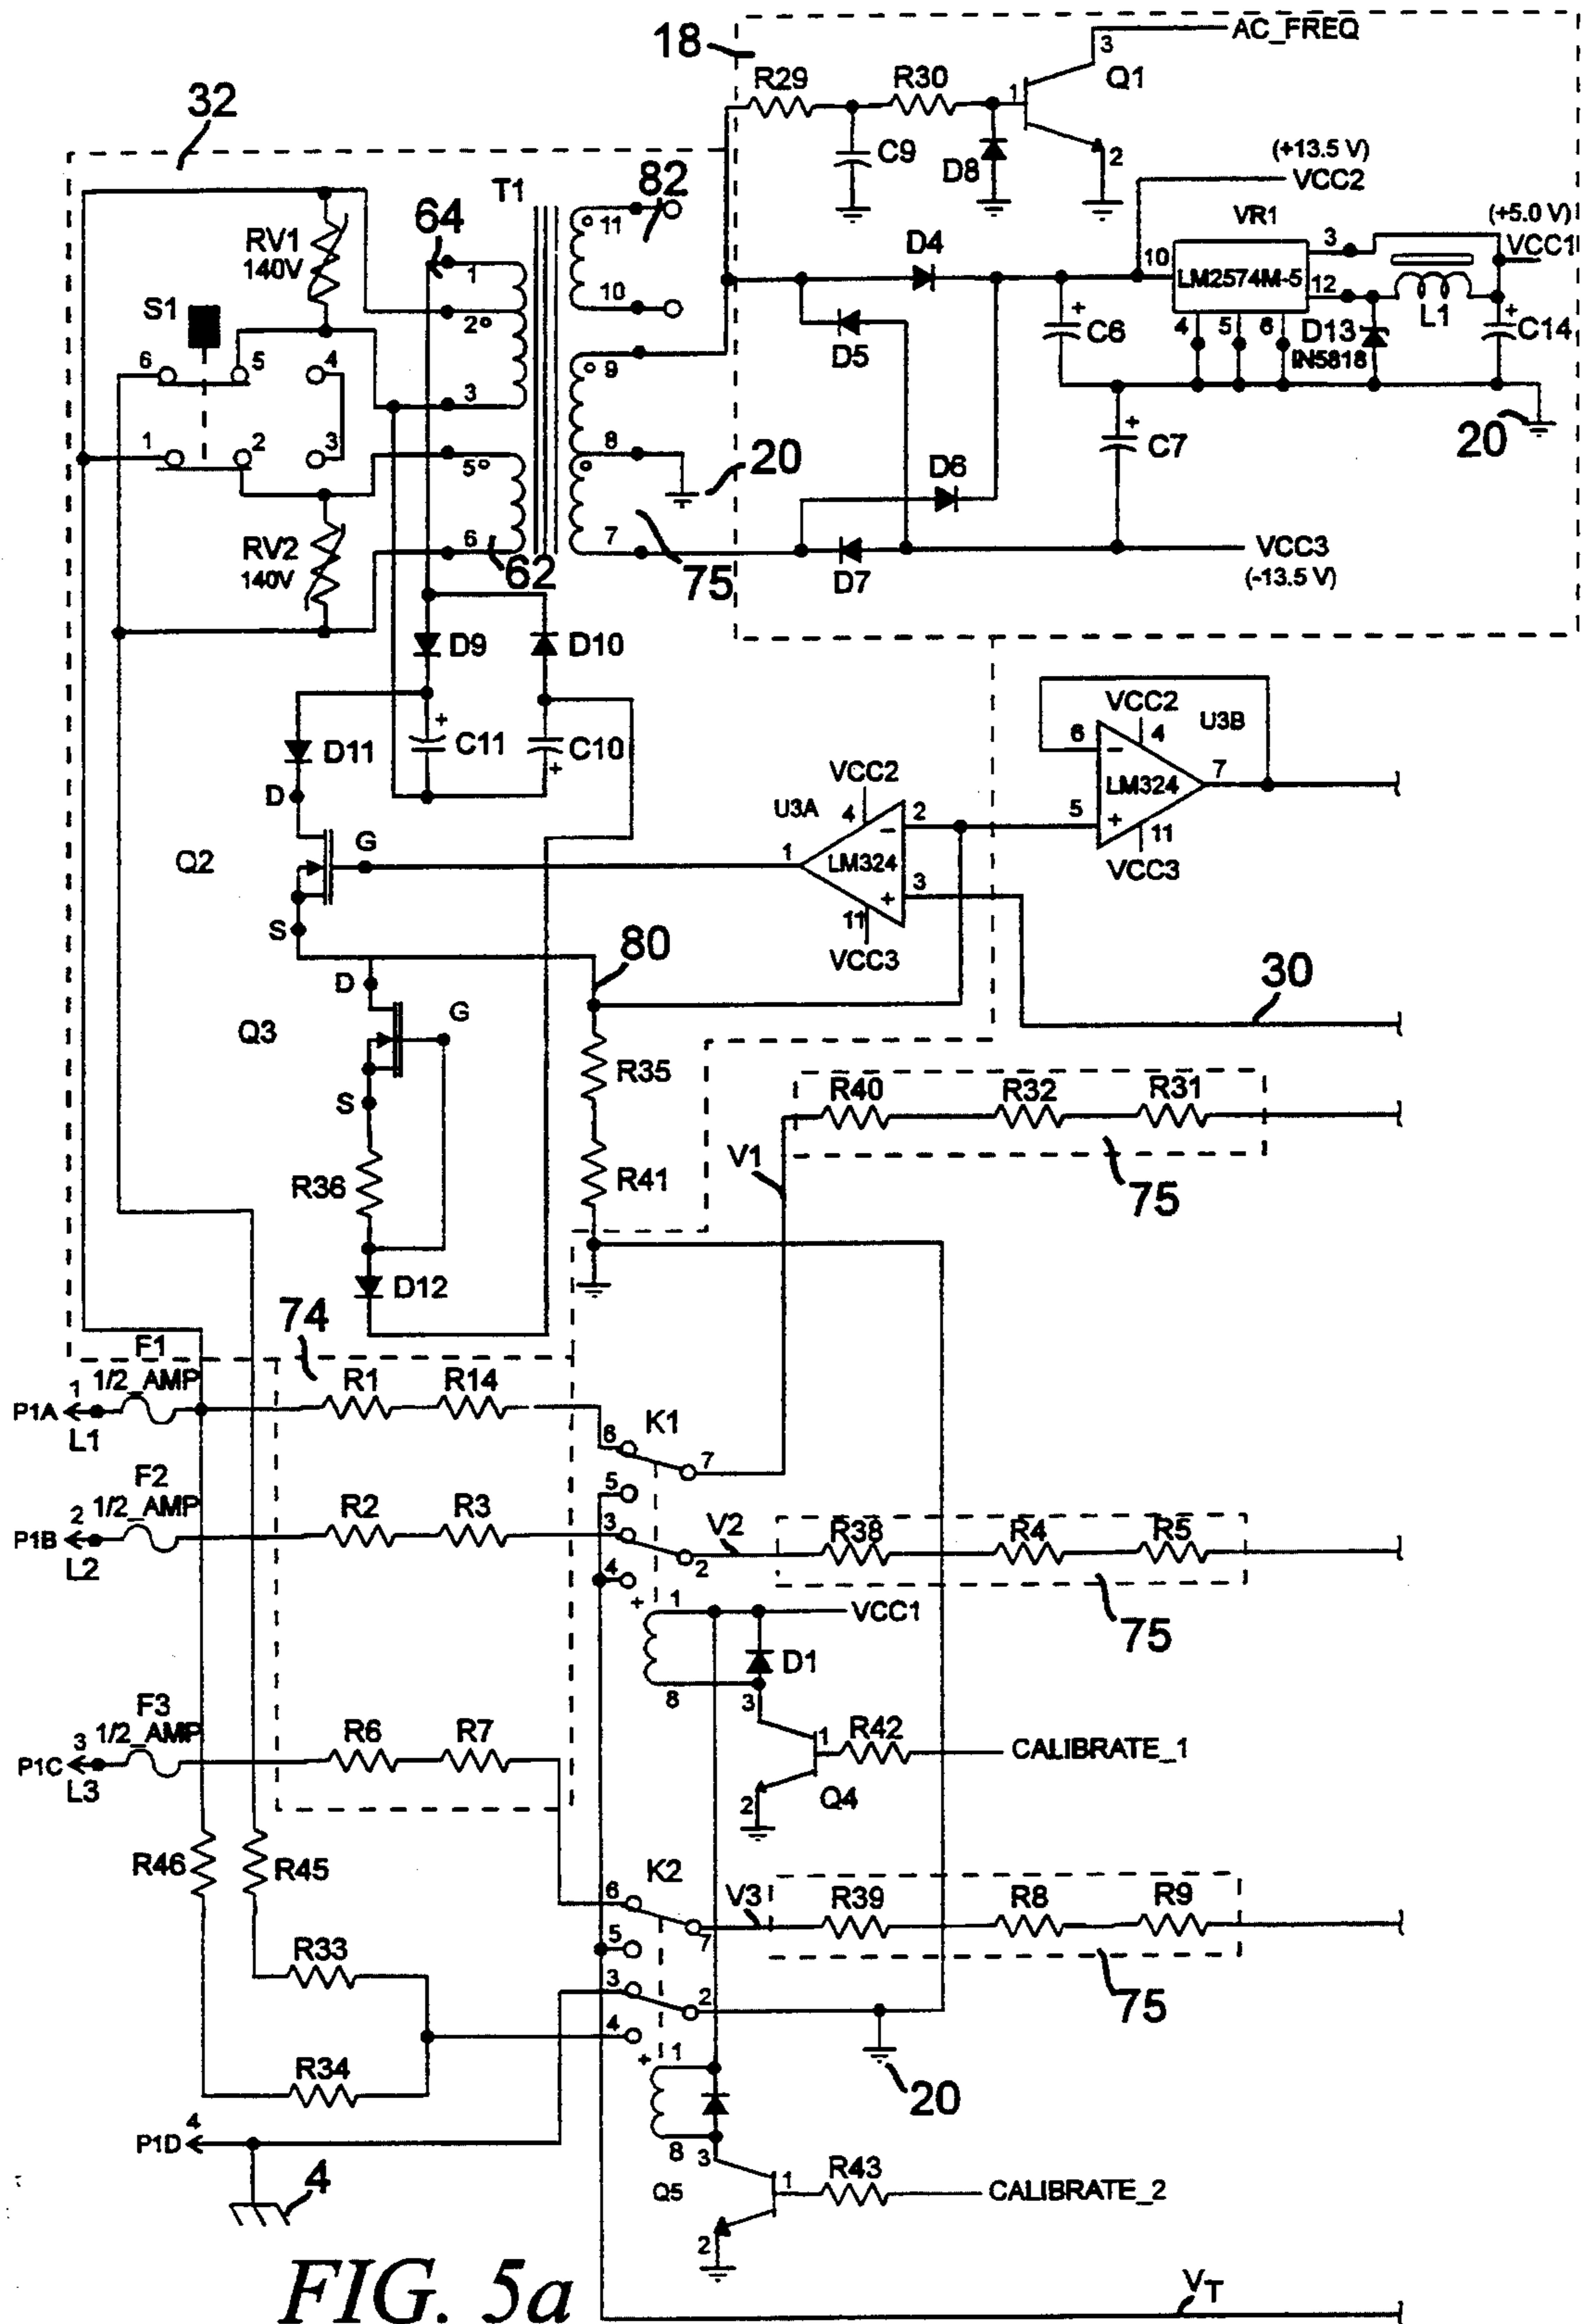 18
AC_FREQ
3
R29
R30
1
Q1
32
C9
D8
2
(+13.5 V)
VCC2
T1
82
64
11
VR1
(+5.0 V)
3
VCC1
RV1
140V
1
D4
10
LM2574M-5
12
S1
2°
10
C6
+
4
5
6
D13
IN5818
L1
+
C14
6
5
4
D5
9
3
1
2
3
8
20
C7
+
20
5°
D6
RV2
140V
6
62
7
75
D7
VCC3
(-13.5 V)
D9
D10
VCC2
U3B
6
-
4
D11
+
C11
C10
+
LM324
7
VCC2
D
U3A
4
-
2
5
+
11
Q2
G
1
LM324
VCC3
3
+
S
11
80
VCC3
D
30
G
Q3
R35
R40
R32
R31
S
V1
R36
R41
75
D12
74
F1
1/2_AMP
1
P1A
L1
R1
R14
K1
6
7
F2
5
1/2_AMP
2
P1B
L2
R2
R3
3
V2
R38
R4
R5
2
4
+
1
VCC1
75
D1
8
3
F3
1/2_AMP
3
P1C
L3
R6
R7
1
R42
CALIBRATE_1
2
Q4
R46
R45
K2
6
V3
R39
R8
R9
7
5
R33
3
2
75
4
R34
+
1
20
4
P1D
8
3
4
Q5
1
R43
CALIBRATE_2
2
FIG. 5a
VT